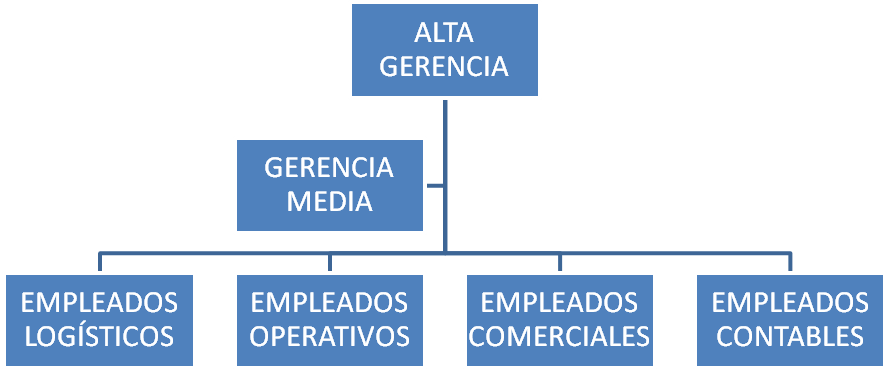 ALTA
GERENCIA
GERENCIA
MEDIA
EMPLEADOS
LOGÍSTICOS
EMPLEADOS
OPERATIVOS
EMPLEADOS
COMERCIALES
EMPLEADOS
CONTABLES